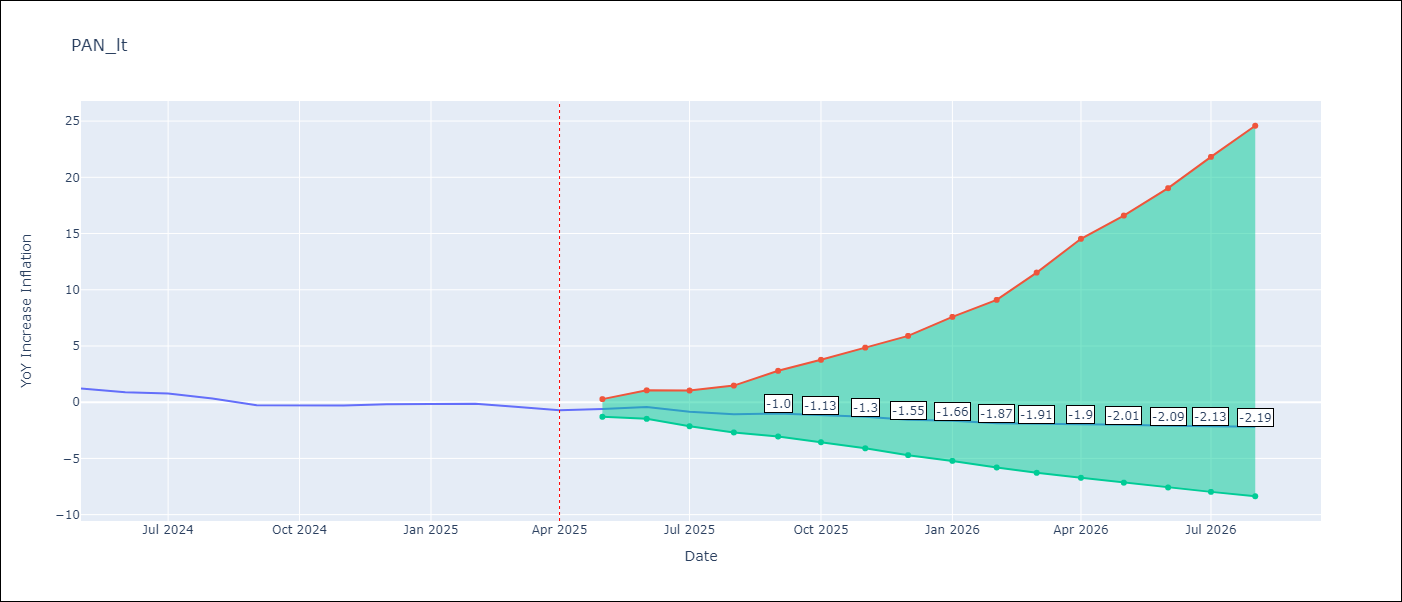 PAN_lt
YoY Increase Inflation
25
20
15
10
5
0
−5
−10
-1.0
-1.13
-1.3
-1.55
-1.66
-1.87
-1.91
-1.9
-2.01
-2.09
-2.13
-2.19
Jul 2024
Oct 2024
Jan 2025
Apr 2025
Jul 2025
Oct 2025
Jan 2026
Apr 2026
Jul 2026
Date